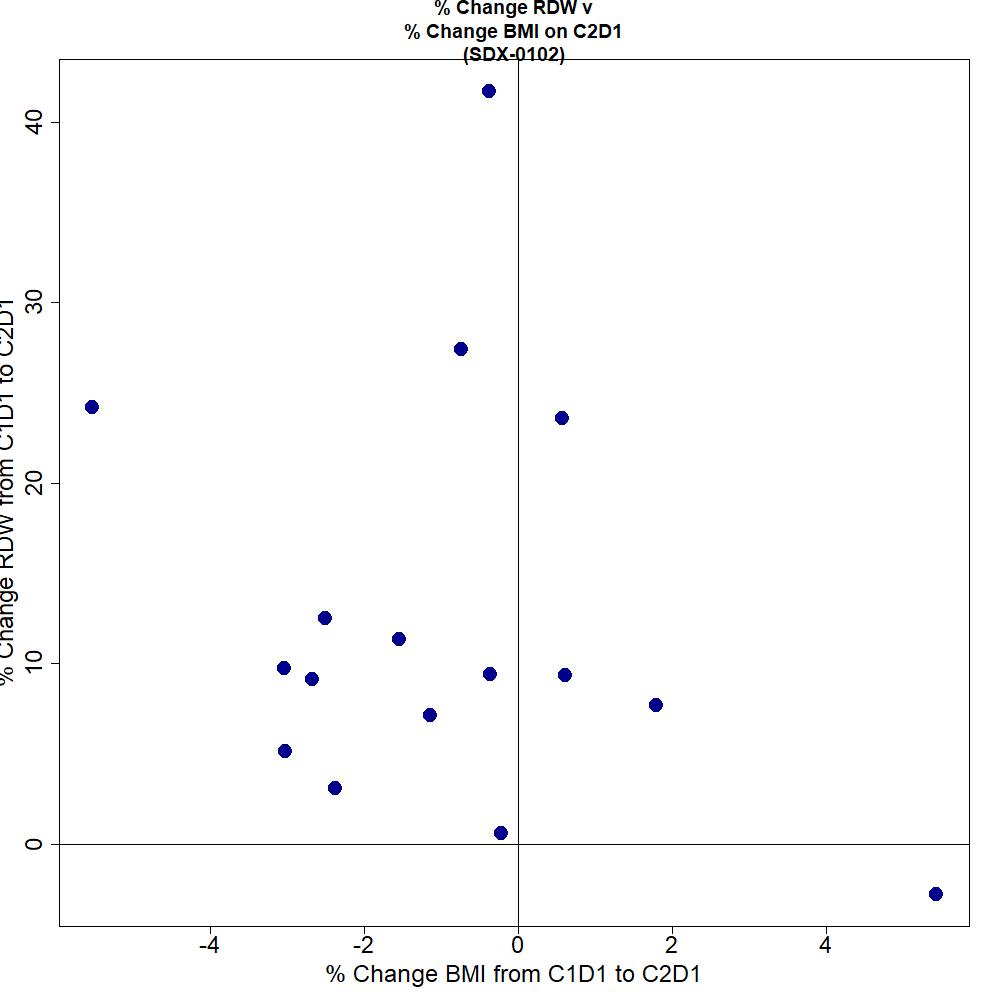 % Change RDW v
% Change BMI on C2D1
(SDX-0102)
% Change RDW from C1D1 to C2D1
40
30
20
10
0
-4
-2
0
2
4
% Change BMI from C1D1 to C2D1